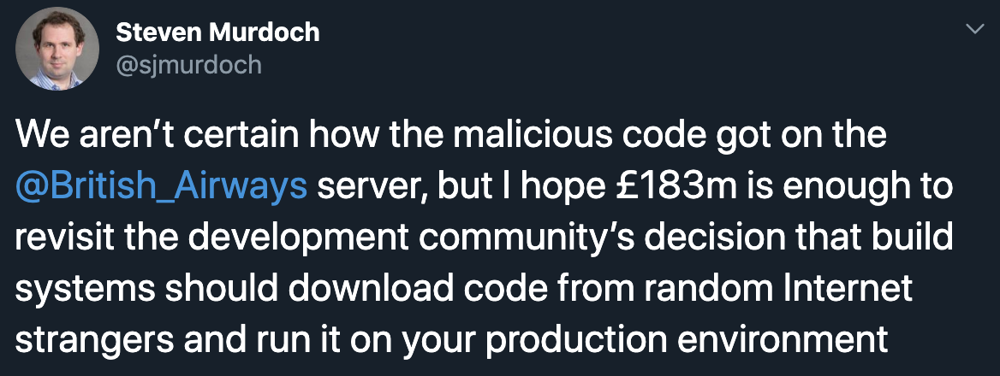 Steven Murdoch
@sjmurdoch
We aren’t certain how the malicious code got on the
@British_Airways server, but I hope £183m is enough to
revisit the development community’s decision that build
systems should download code from random Internet
strangers and run it on your production environment